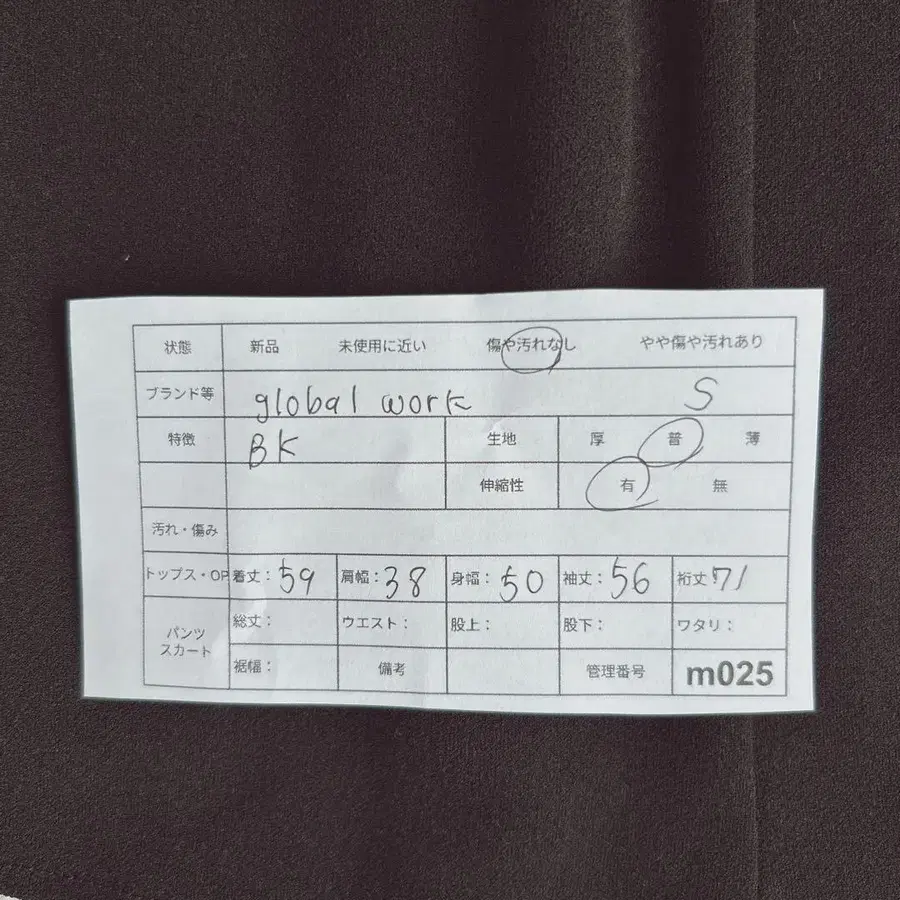 状態 新品 未使用に近い 傷や汚れなし やや傷や汚れあり
ブランド等 global work S
特徴 BK 生地 厚 普 薄
伸縮性 有 無
汚れ・傷み
トップス・OP 着丈：59 肩幅：38 身幅：50 袖丈：56 裄丈 71
パンツ スカート 総丈： ウエスト： 股上： 股下： ワタリ：
裾幅： 備考 管理番号 m025